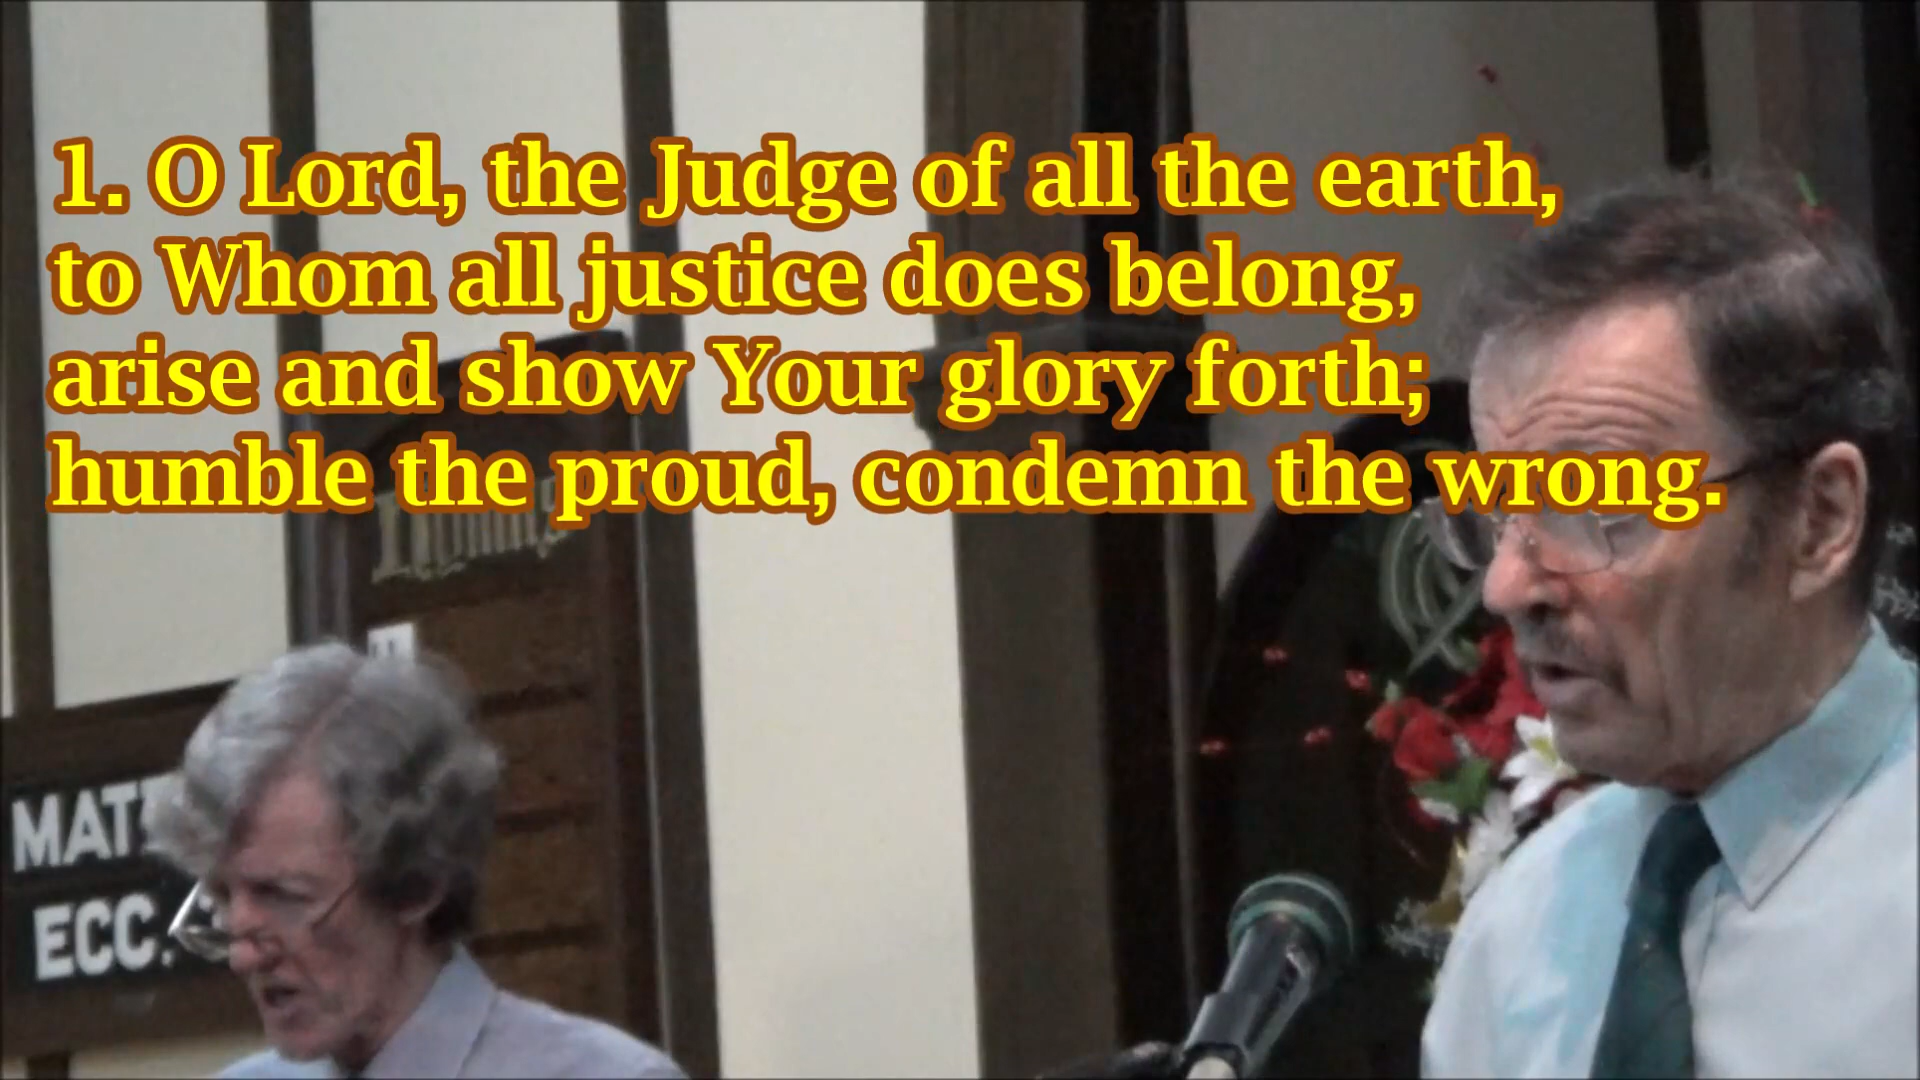 1. O Lord, the Judge of all the earth,
to Whom all justice does belong,
arise and show Your glory forth;
humble the proud, condemn the wrong.
Hymns
MAT
ECC.